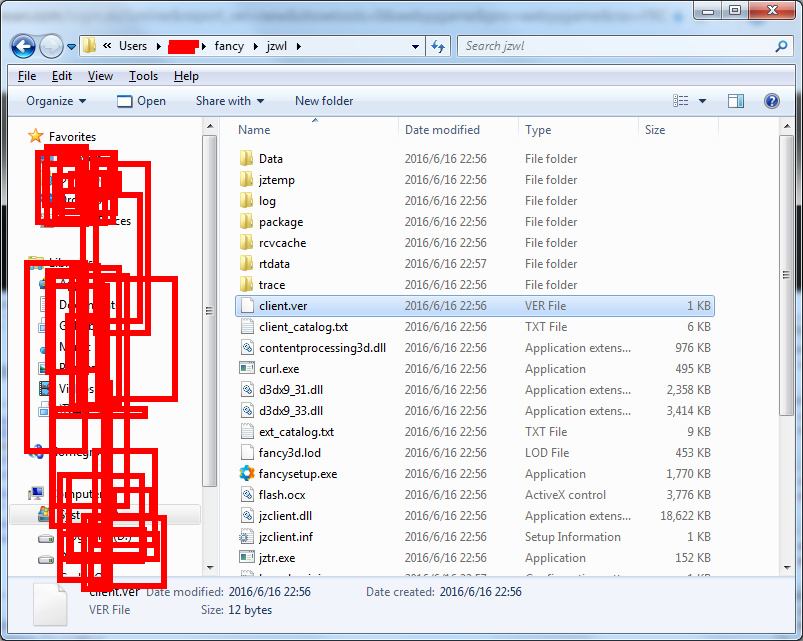 « Users ▸ fancy ▸ jzwl ▸
Search jzwl
File Edit View Tools Help
Organize Open Share with New folder
Favorites
Name Date modified Type Size
Data 2016/6/16 22:56 File folder
jztemp 2016/6/16 22:56 File folder
log 2016/6/16 22:56 File folder
package 2016/6/16 22:56 File folder
rcvcache 2016/6/16 22:56 File folder
rtdata 2016/6/16 22:57 File folder
trace 2016/6/16 22:56 File folder
client.ver 2016/6/16 22:56 VER File 1 KB
client_catalog.txt 2016/6/16 22:56 TXT File 6 KB
contentprocessing3d.dll 2016/6/16 22:56 Application extens... 976 KB
curl.exe 2016/6/16 22:56 Application 495 KB
d3dx9_31.dll 2016/6/16 22:56 Application extens... 2,358 KB
d3dx9_33.dll 2016/6/16 22:56 Application extens... 3,414 KB
ext_catalog.txt 2016/6/16 22:56 TXT File 9 KB
fancy3d.lod 2016/6/16 22:56 LOD File 453 KB
fancysetup.exe 2016/6/16 22:56 Application 1,770 KB
flash.ocx 2016/6/16 22:56 ActiveX control 3,776 KB
jzclient.dll 2016/6/16 22:56 Application extens... 18,622 KB
jzclient.inf 2016/6/16 22:56 Setup Information 1 KB
jztr.exe 2016/6/16 22:56 Application 152 KB
client.ver Date modified: 2016/6/16 22:56 Date created: 2016/6/16 22:56
VER File Size: 12 bytes